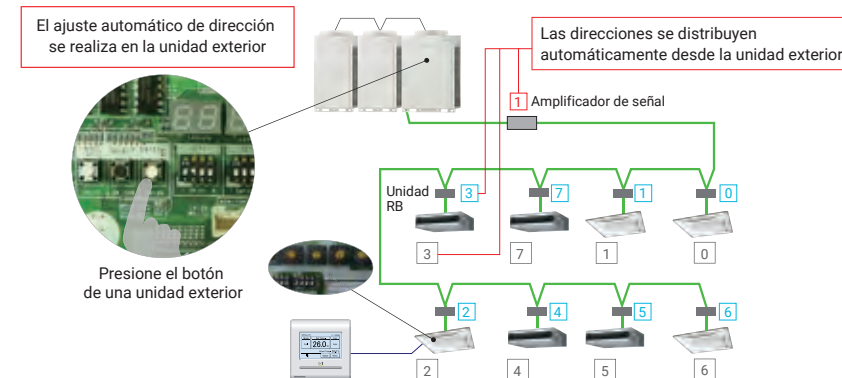 El ajuste automático de dirección
se realiza en la unidad exterior
Las direcciones se distribuyen
automáticamente desde la unidad exterior
1 Amplificador de señal
Unidad
RB
3
7
1
0
3
7
1
0
Presione el botón
de una unidad exterior
2
4
5
6
26.0
2
4
5
6